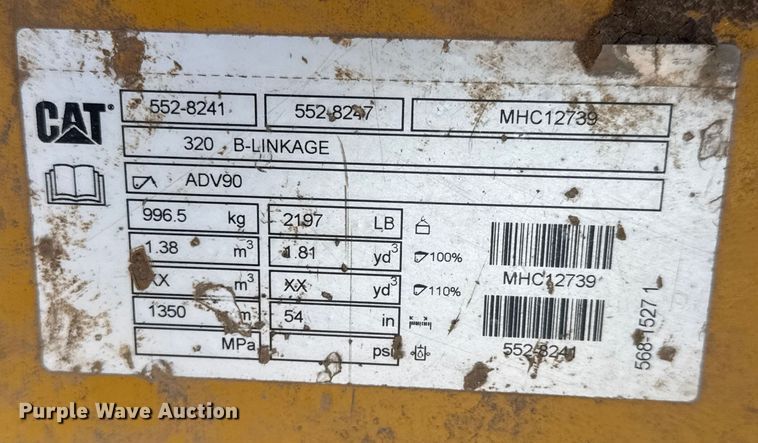 CAT®
552-8241 552-8247 MHC12739
320 B-LINKAGE
ADV90
996.5 kg 2197 LB
1.38 m³ 1.81 yd³ 100%
XX m³ XX yd³ 110%
1350 m 54 in
MPa psi
MHC12739
552-8241
568-1527 1
Purple Wave Auction